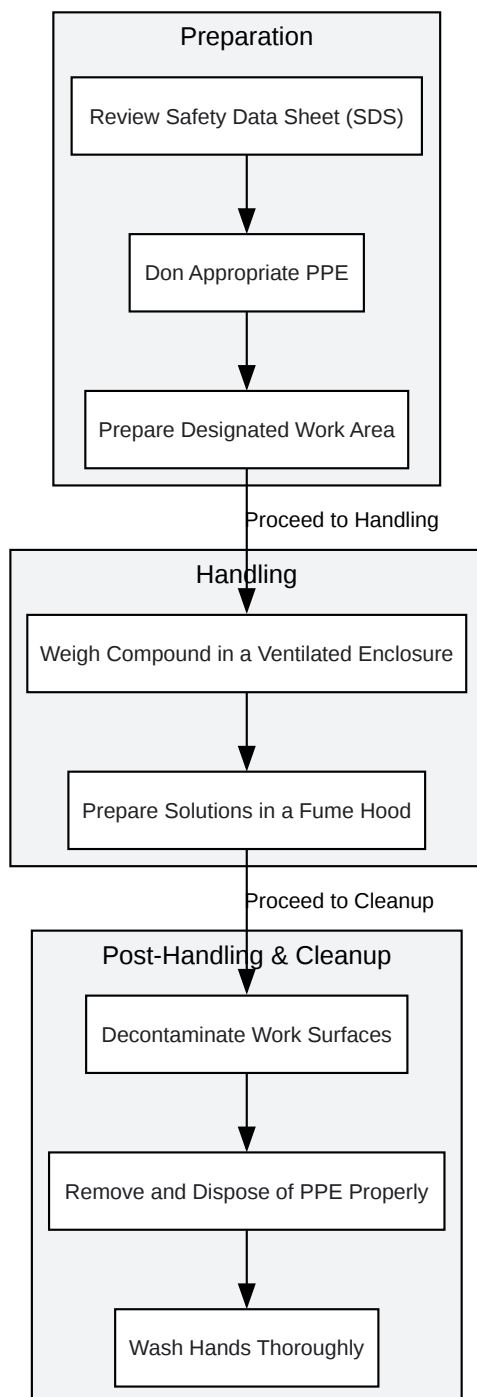 Preparation
Review Safety Data Sheet (SDS)
Don Appropriate PPE
Prepare Designated Work Area
Proceed to Handling
Handling
Weigh Compound in a Ventilated Enclosure
Prepare Solutions in a Fume Hood
Proceed to Cleanup
Post-Handling & Cleanup
Decontaminate Work Surfaces
Remove and Dispose of PPE Properly
Wash Hands Thoroughly